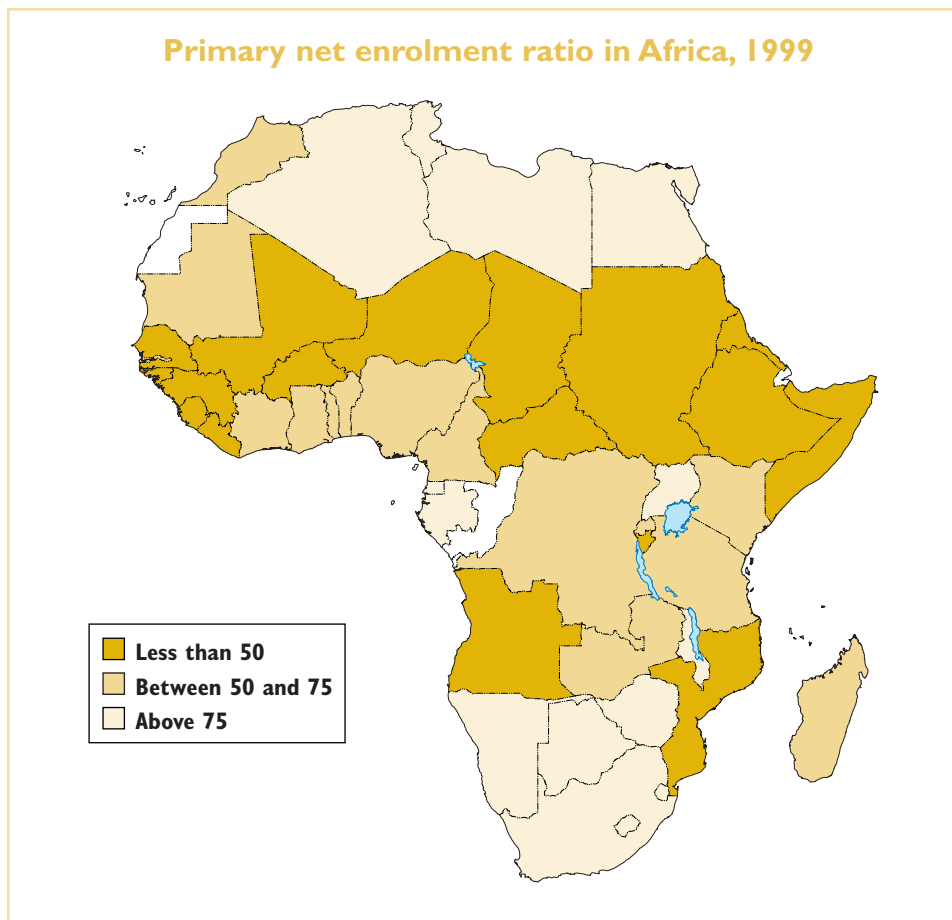 Primary net enrolment ratio in Africa, 1999
Less than 50
Between 50 and 75
Above 75